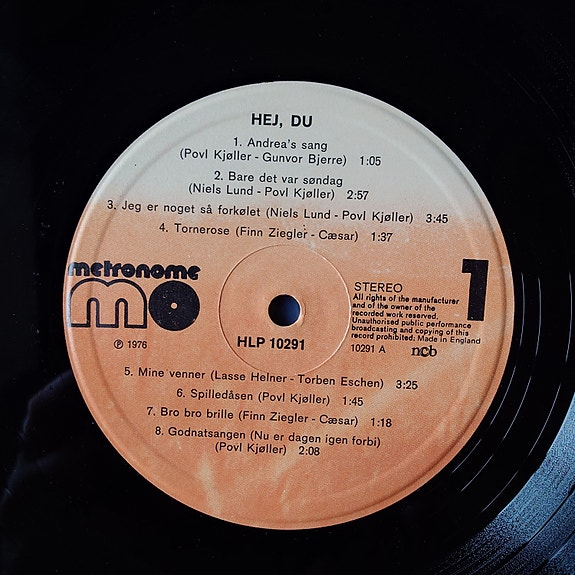 HEJ, DU
1. Andrea's sang
(Povl Kjøller - Gunvor Bjerre) 1:05
2. Bare det var søndag
(Niels Lund - Povl Kjøller) 2:57
3. Jeg er noget så forkølet (Niels Lund - Povl Kjøller) 3:45
4. Tornerose (Finn Ziegler - Cæsar) 1:37
metronome
mo
℗ 1976
HLP 10291
STEREO
1
All rights of the manufacturer
and of the owner of the
recorded work reserved.
Unauthorised public performance
broadcasting and copying of this
record prohibited. Made in England
10291 A ncb
5. Mine venner (Lasse Helner - Torben Eschen) 3:25
6. Spilledåsen (Povl Kjøller) 1:45
7. Bro bro brille (Finn Ziegler - Cæsar) 1:18
8. Godnatsangen (Nu er dagen igen forbi)
(Povl Kjøller) 2:08